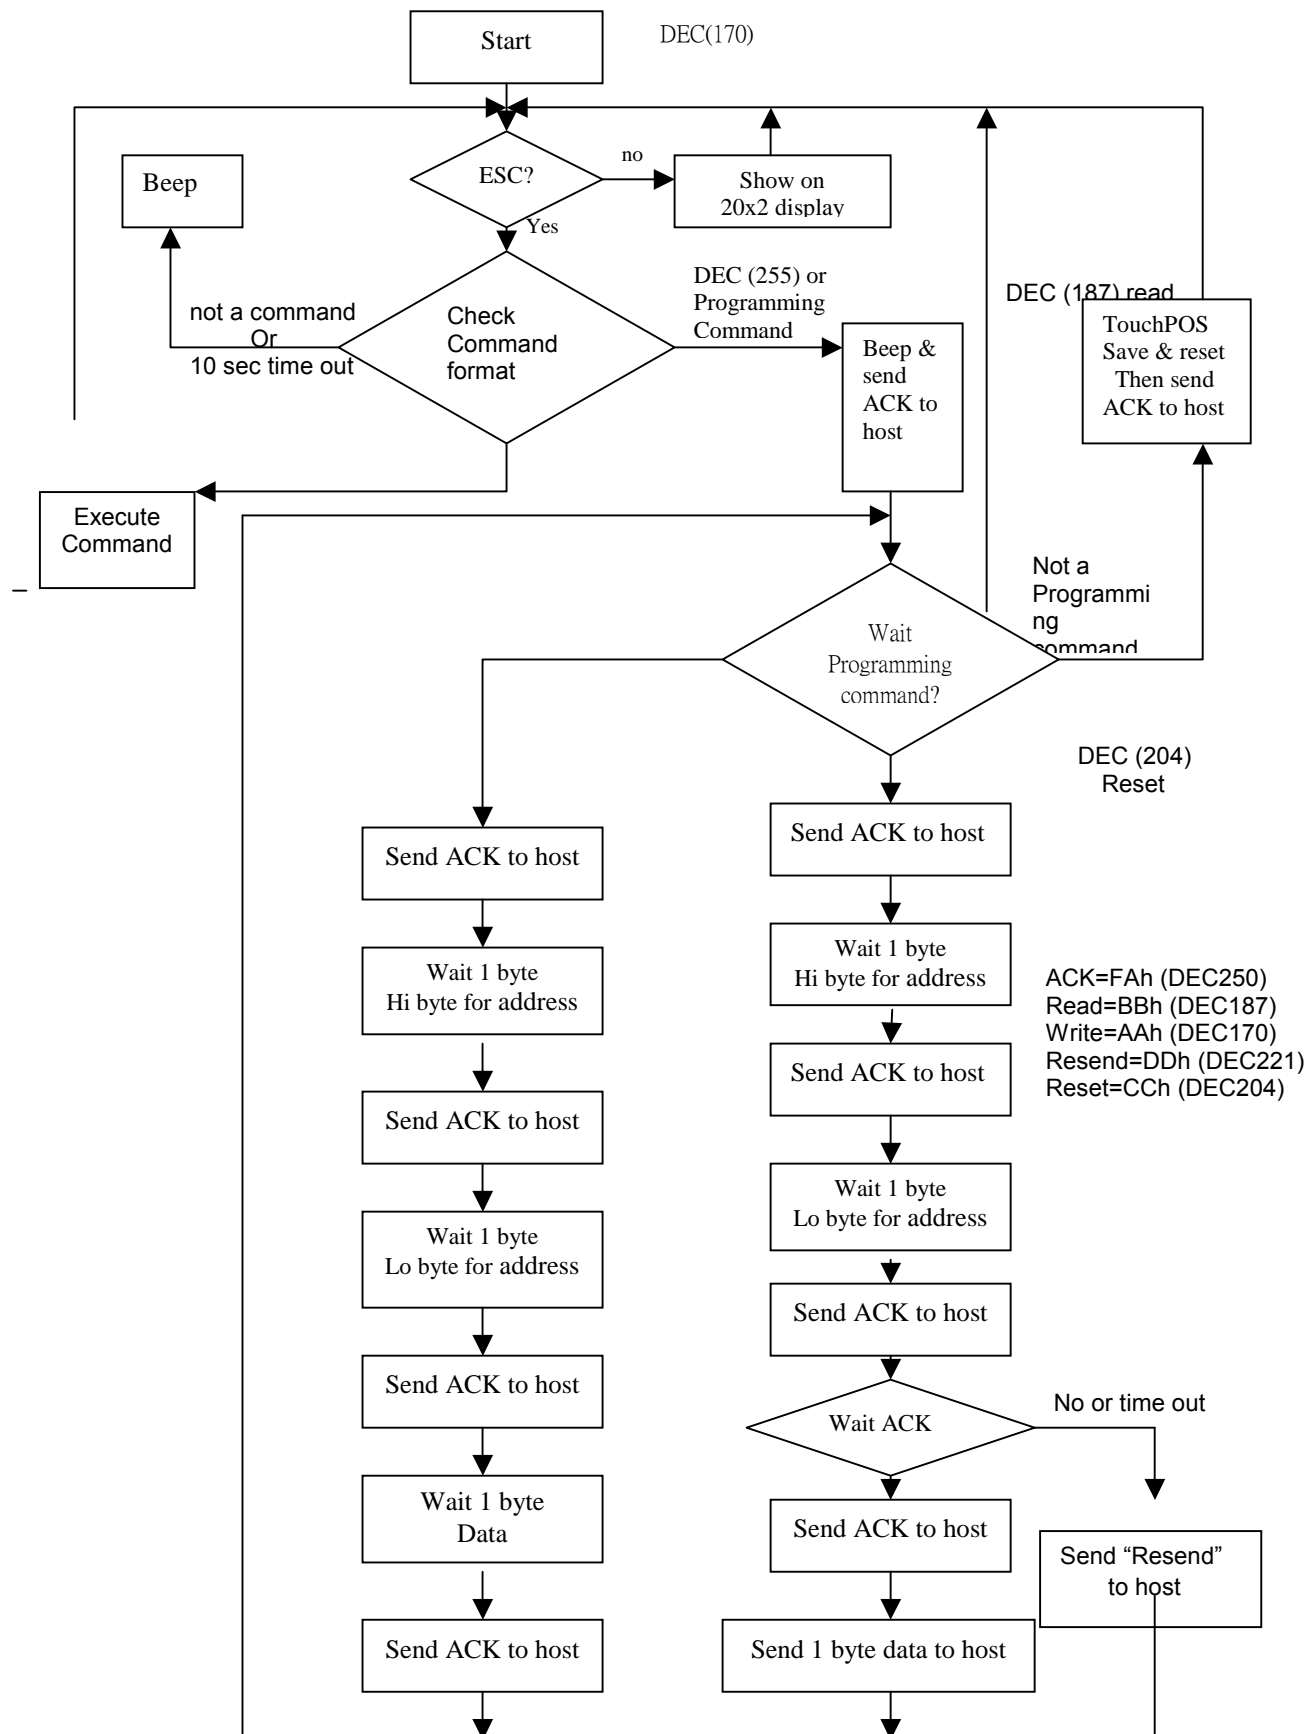 Start
DEC(170)
ESC?
no
Beep
Show on
20x2 display
Yes
DEC (255) or
Programming
Command
DEC (187) read
not a command
Or
10 sec time out
Check
Command
format
Beep &
send
ACK to
host
TouchPOS
Save & reset
Then send
ACK to host
Execute
Command
Not a
Programmi
ng
command
Wait
Programming
command?
DEC (204)
Reset
Send ACK to host
Send ACK to host
Wait 1 byte
Hi byte for address
Wait 1 byte
Hi byte for address
ACK=FAh (DEC250)
Read=BBh (DEC187)
Write=AAh (DEC170)
Resend=DDh (DEC221)
Reset=CCh (DEC204)
Send ACK to host
Send ACK to host
Wait 1 byte
Lo byte for address
Wait 1 byte
Lo byte for address
Send ACK to host
Send ACK to host
Wait ACK
No or time out
Wait 1 byte
Data
Send ACK to host
Send “Resend”
to host
Send ACK to host
Send 1 byte data to host